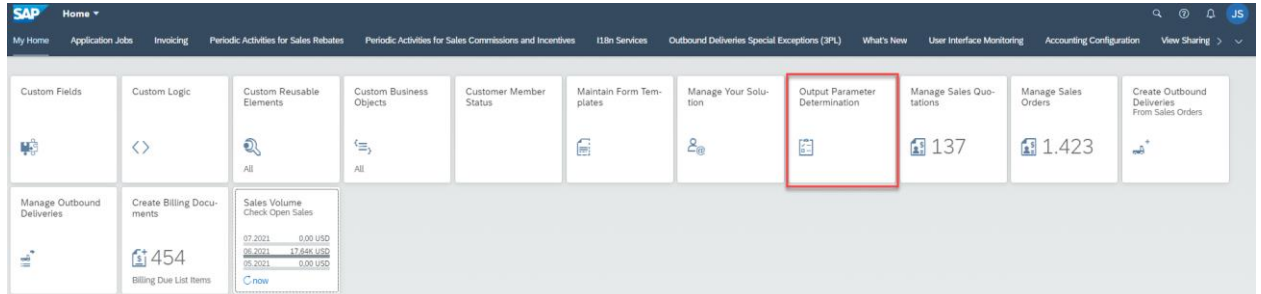 SAP Home
JS
My Home Application Jobs Invoicing Periodic Activities for Sales Rebates Periodic Activities for Sales Commissions and Incentives I18n Services Outbound Deliveries Special Exceptions (3PL) What's New User Interface Monitoring Accounting Configuration View Sharing
Custom Fields
Custom Logic
Custom Reusable
Elements
All
Custom Business
Objects
All
Customer Member
Status
Maintain Form Tem-
plates
Manage Your Solu-
tion
Output Parameter
Determination
Manage Sales Quo-
tations
137
Manage Sales
Orders
1.423
Create Outbound
Deliveries
From Sales Orders
Manage Outbound
Deliveries
Create Billing Docu-
ments
454
Billing Due List Items
Sales Volume
Check Open Sales
07.2021 0,00 USD
06.2021 17,64K USD
05.2021 0,00 USD
now